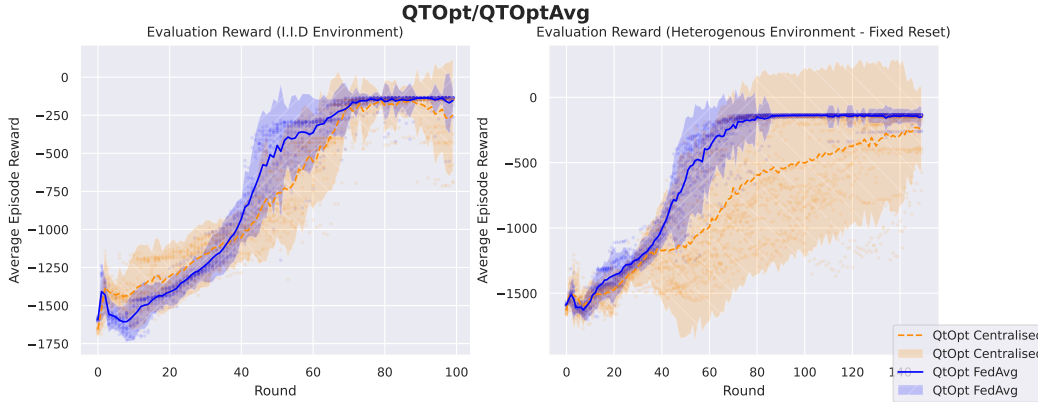 QTOpt/QTOptAvg
Evaluation Reward (I.I.D Environment)
Average Episode Reward
0
−250
−500
−750
−1000
−1250
−1500
−1750
0 20 40 60 80 100
Round
Evaluation Reward (Heterogenous Environment - Fixed Reset)
Average Episode Reward
0
−500
−1000
−1500
0 20 40 60 80 100 120 140
Round
QtOpt Centralised
QtOpt Centralised
QtOpt FedAvg
QtOpt FedAvg